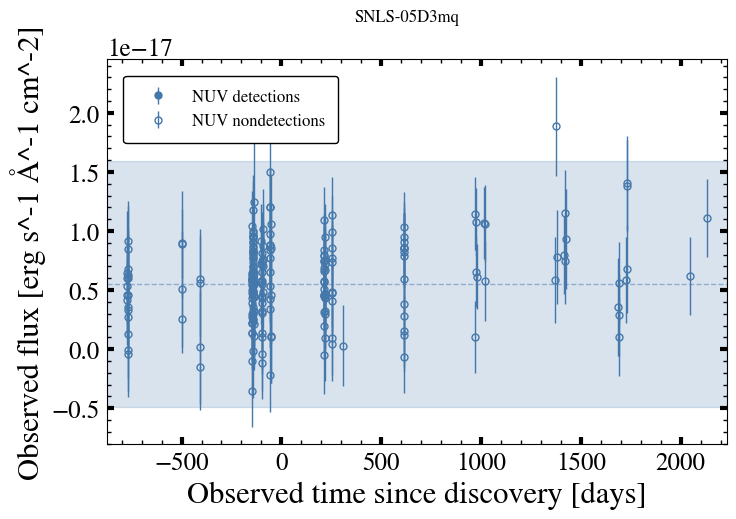 SNLS-05D3mq
1e−17
NUV detections
NUV nondetections
2.0
1.5
1.0
0.5
0.0
−0.5
Observed flux [erg s^-1 Å^-1 cm^-2]
−500 0 500 1000 1500 2000
Observed time since discovery [days]